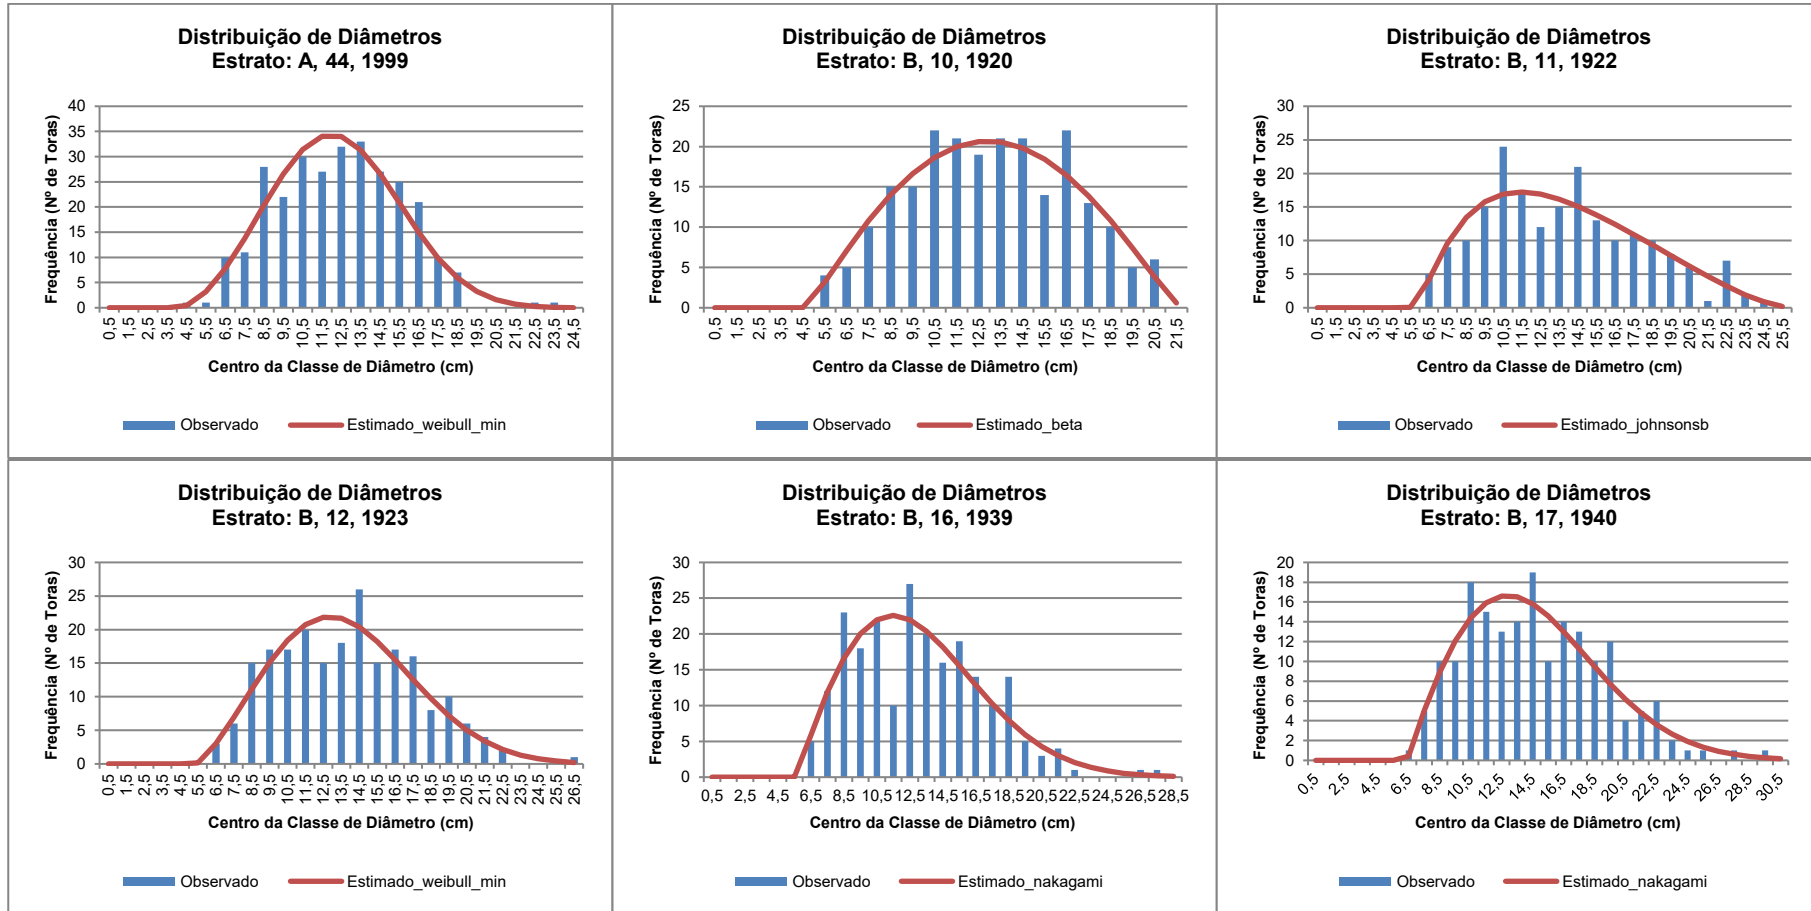 Distribuição de Diâmetros
Estrato: A, 44, 1999
Frequência (Nº de Toras)
40
35
30
25
20
15
10
5
0
0,5 1,5 2,5 3,5 4,5 5,5 6,5 7,5 8,5 9,5 10,5 11,5 12,5 13,5 14,5 15,5 16,5 17,5 18,5 19,5 20,5 21,5 22,5 23,5 24,5
Centro da Classe de Diâmetro (cm)
Observado Estimado_weibull_min
Distribuição de Diâmetros
Estrato: B, 10, 1920
Frequência (Nº de Toras)
25
20
15
10
5
0
0,5 1,5 2,5 3,5 4,5 5,5 6,5 7,5 8,5 9,5 10,5 11,5 12,5 13,5 14,5 15,5 16,5 17,5 18,5 19,5 20,5 21,5
Centro da Classe de Diâmetro (cm)
Observado Estimado_beta
Distribuição de Diâmetros
Estrato: B, 11, 1922
Frequência (Nº de Toras)
30
25
20
15
10
5
0
0,5 1,5 2,5 3,5 4,5 5,5 6,5 7,5 8,5 9,5 10,5 11,5 12,5 13,5 14,5 15,5 16,5 17,5 18,5 19,5 20,5 21,5 22,5 23,5 24,5 25,5
Centro da Classe de Diâmetro (cm)
Observado Estimado_johnsonsb
Distribuição de Diâmetros
Estrato: B, 12, 1923
Frequência (Nº de Toras)
30
25
20
15
10
5
0
0,5 1,5 2,5 3,5 4,5 5,5 6,5 7,5 8,5 9,5 10,5 11,5 12,5 13,5 14,5 15,5 16,5 17,5 18,5 19,5 20,5 21,5 22,5 23,5 24,5 25,5 26,5
Centro da Classe de Diâmetro (cm)
Observado Estimado_weibull_min
Distribuição de Diâmetros
Estrato: B, 16, 1939
Frequência (Nº de Toras)
30
25
20
15
10
5
0
0,5 2,5 4,5 6,5 8,5 10,5 12,5 14,5 16,5 18,5 20,5 22,5 24,5 26,5 28,5
Centro da Classe de Diâmetro (cm)
Observado Estimado_nakagami
Distribuição de Diâmetros
Estrato: B, 17, 1940
Frequência (Nº de Toras)
20
18
16
14
12
10
8
6
4
2
0
0,5 2,5 4,5 6,5 8,5 10,5 12,5 14,5 16,5 18,5 20,5 22,5 24,5 26,5 28,5 30,5
Centro da Classe de Diâmetro (cm)
Observado Estimado_nakagami